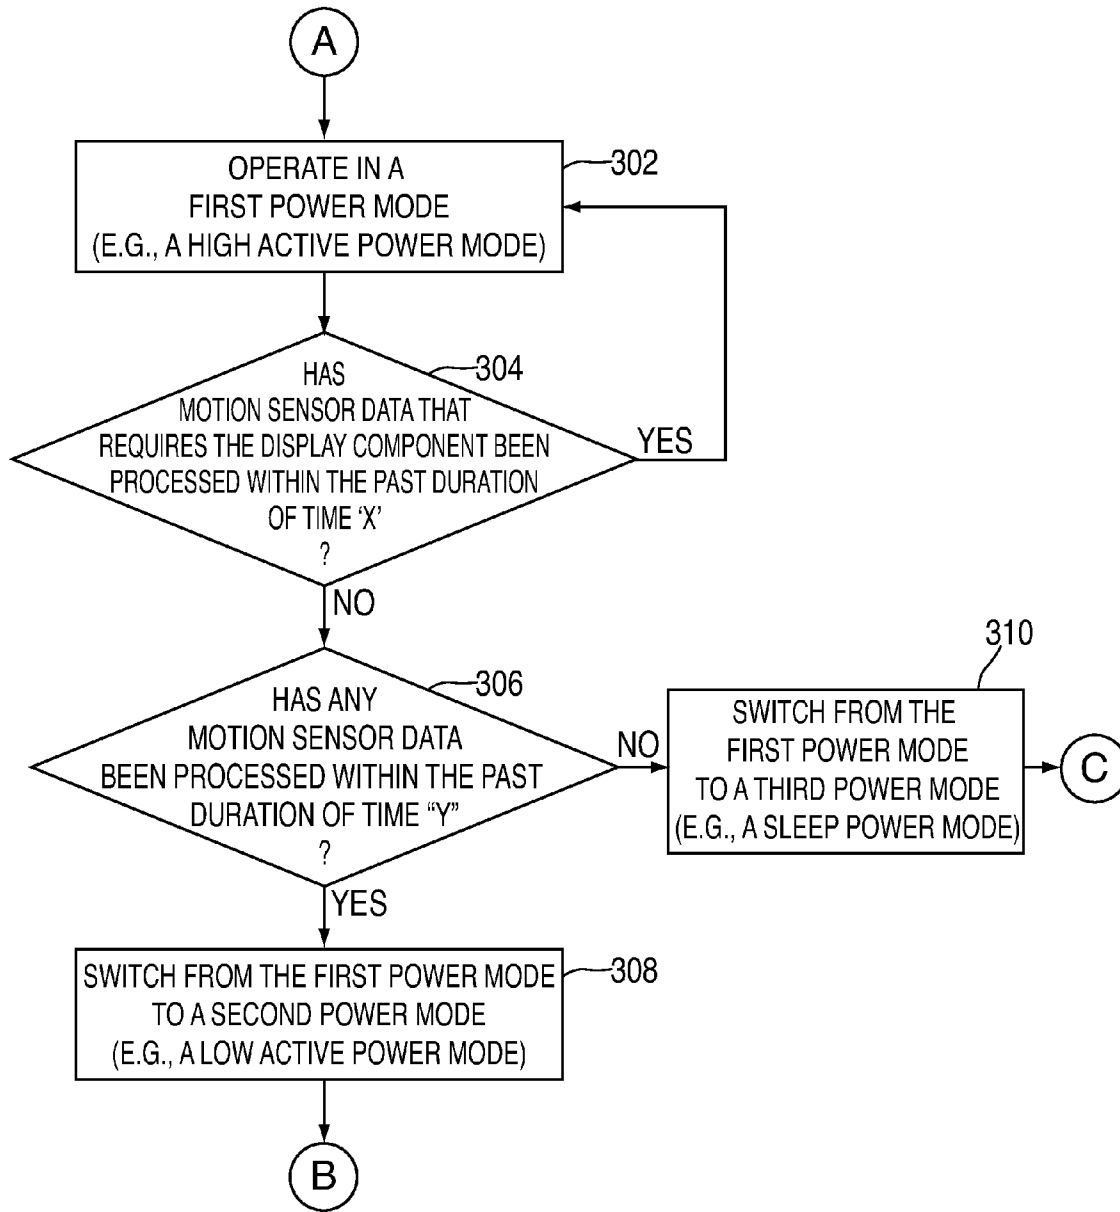 A
OPERATE IN A
FIRST POWER MODE
(E.G., A HIGH ACTIVE POWER MODE)
302
HAS
MOTION SENSOR DATA THAT
REQUIRES THE DISPLAY COMPONENT BEEN
PROCESSED WITHIN THE PAST DURATION
OF TIME ‘X’
?
304
YES
NO
HAS ANY
MOTION SENSOR DATA
BEEN PROCESSED WITHIN THE PAST
DURATION OF TIME “Y”
?
306
NO
310
SWITCH FROM THE
FIRST POWER MODE
TO A THIRD POWER MODE
(E.G., A SLEEP POWER MODE)
C
YES
SWITCH FROM THE FIRST POWER MODE
TO A SECOND POWER MODE
(E.G., A LOW ACTIVE POWER MODE)
308
B